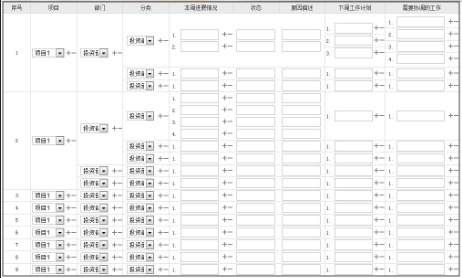 序号 项目 部门 分类 本周进展情况 状态 原因描述 下周工作计划 需要协调的工作
1 项目1 投资部 投资部 1. 2. 1. 2. 3. 1. 2. 3. 4.
投资部 1. 1. 1.
投资部 1. 1. 1.
2 项目1 投资部 投资部 1. 2. 3. 4. 1. 1.
投资部 1. 1. 1.
投资部 1. 1. 1.
投资部 投资部 1. 1. 1.
投资部 投资部 1. 1. 1.
3 项目1 投资部 投资部 1. 1. 1.
4 项目1 投资部 投资部 1. 1. 1.
5 项目1 投资部 投资部 1. 1. 1.
6 项目1 投资部 投资部 1. 1. 1.
7 项目1 投资部 投资部 1. 1. 1.
8 项目1 投资部 投资部 1. 1. 1.
9 项目1 投资部 投资部 1. 1. 1.